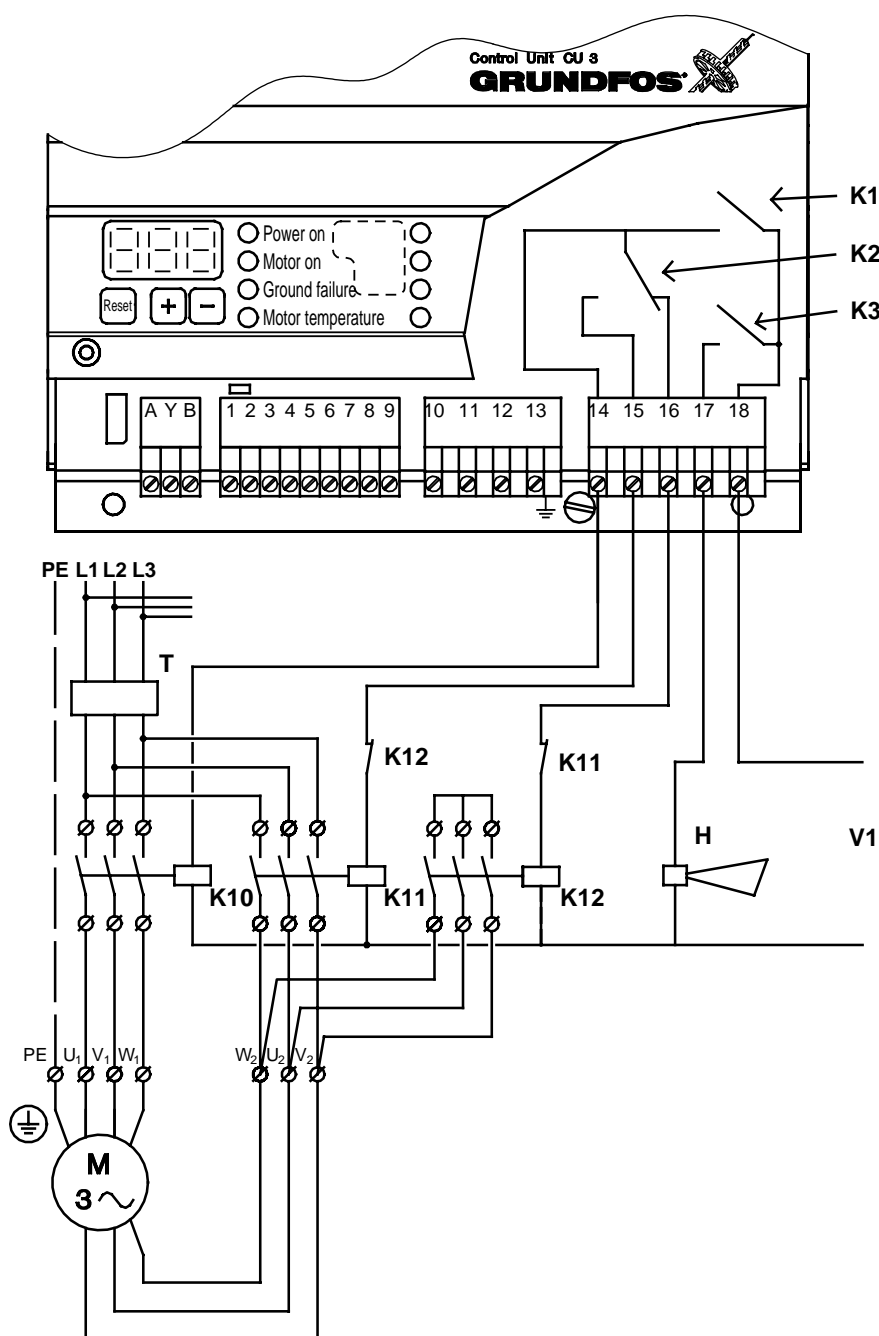 Control Unit CU 3
GRUNDFOS
K1
Power on
K2
Motor on
Ground failure
K3
Reset + −
Motor temperature
A Y B 1 2 3 4 5 6 7 8 9 10 11 12 13 14 15 16 17 18
PE L1 L2 L3
T
K12 K11
H V1
K10 K11 K12
PE U1 V1 W1 W2 U2 V2
M
3